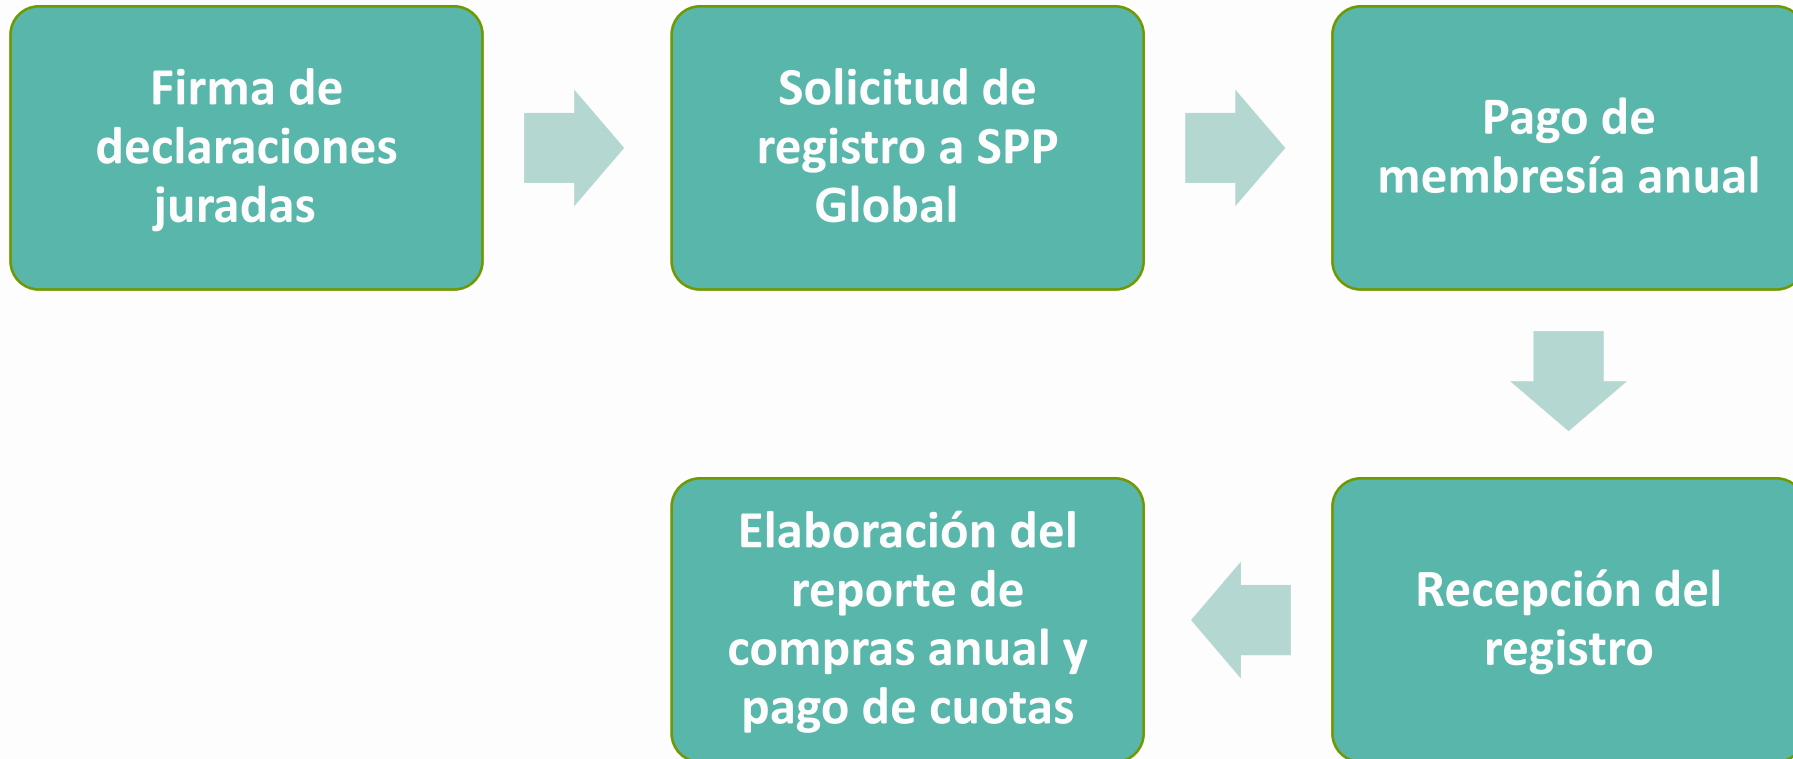 Firma de
declaraciones
juradas
Solicitud de
registro a SPP
Global
Pago de
membresía anual
Recepción del
registro
Elaboración del
reporte de
compras anual y
pago de cuotas